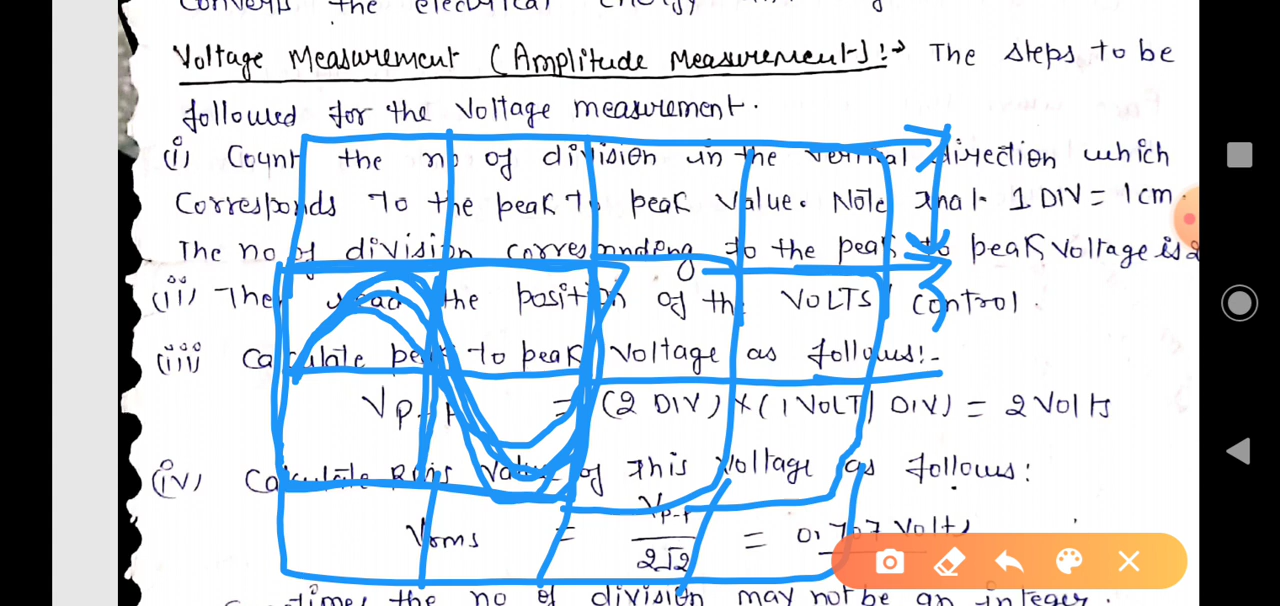 the electrical energy
Voltage Measurement (Amplitude Measurement):→ The steps to be
followed for the Voltage measurement.
(i) Count the no of division in the vertical direction which
Corresponds To the peak To peak Value. Note that 1 DIV = 1cm.
The no of division corresponding to the peak to peak Voltage is 2
(ii) Then read the position of the VOLTS/ control.
(iii) Calculate peak to peak Voltage as follows:-
Vp-p = (2 DIV) × (1 VOLT/DIV) = 2 Volts
(iv) Calculate RMS Value of this Voltage as follows:
Vrms = Vp-p / 2√2 = 0.707 Volts
the no of division may not be an integer.